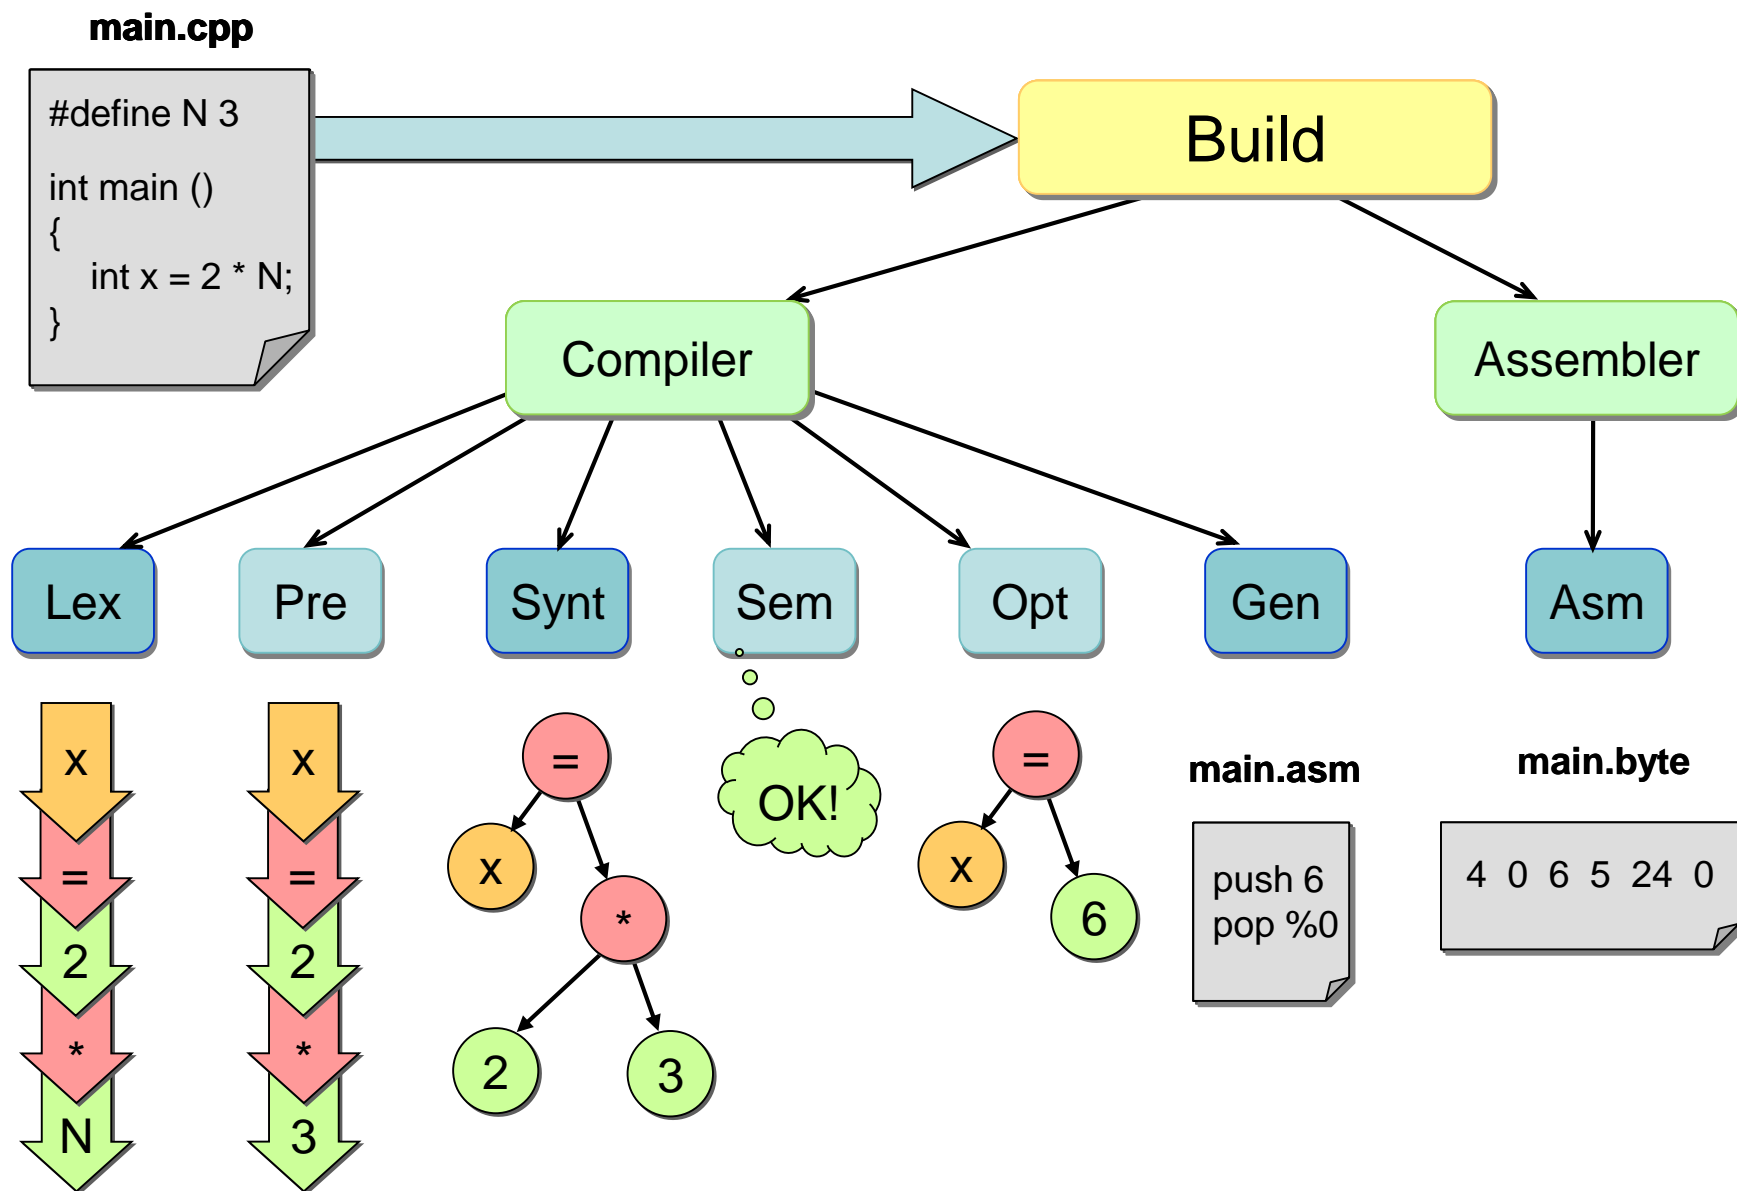 main.cpp
#define N 3
int main ()
{
int x = 2 * N;
}
Build
Compiler
Assembler
Lex
Pre
Synt
Sem
Opt
Gen
Asm
x
=
2
*
N
x
=
2
*
3
=
x
*
2
3
OK!
=
x
6
main.asm
push 6
pop %0
main.byte
4 0 6 5 24 0